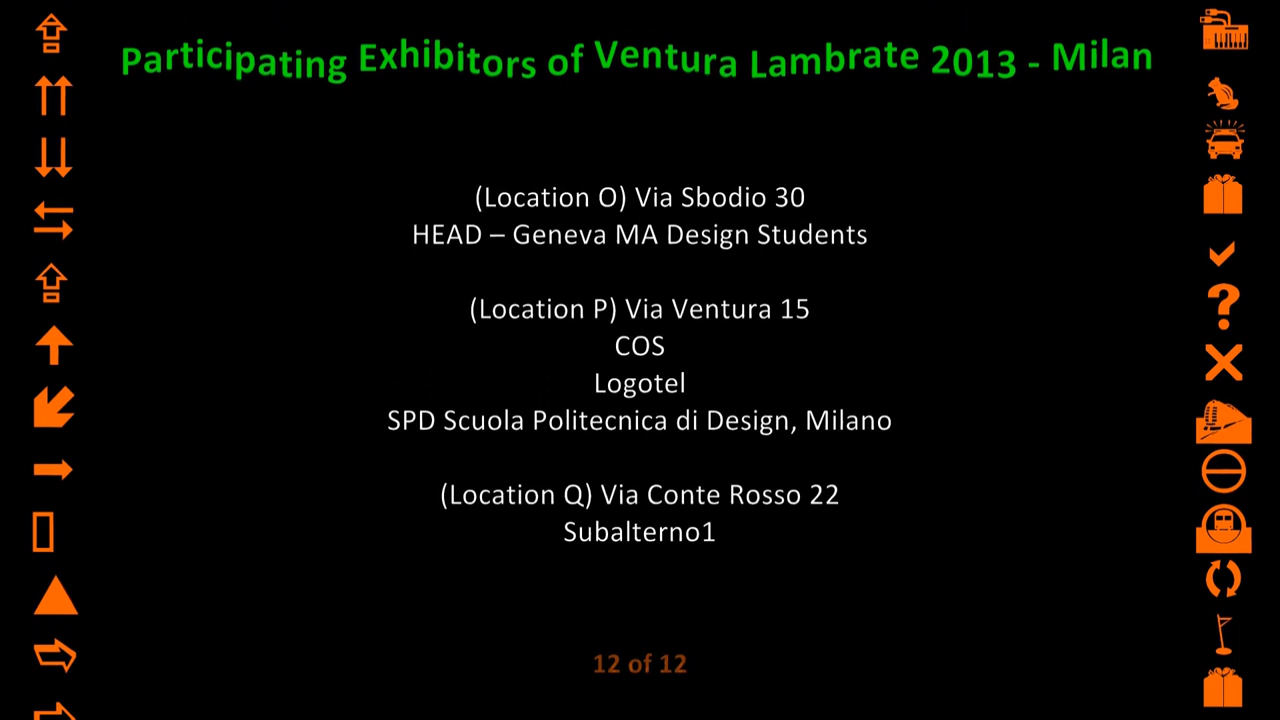 Participating Exhibitors of Ventura Lambrate 2013 - Milan
(Location O) Via Sbodio 30
HEAD – Geneva MA Design Students
(Location P) Via Ventura 15
COS
Logotel
SPD Scuola Politecnica di Design, Milano
(Location Q) Via Conte Rosso 22
Subalterno1
12 of 12